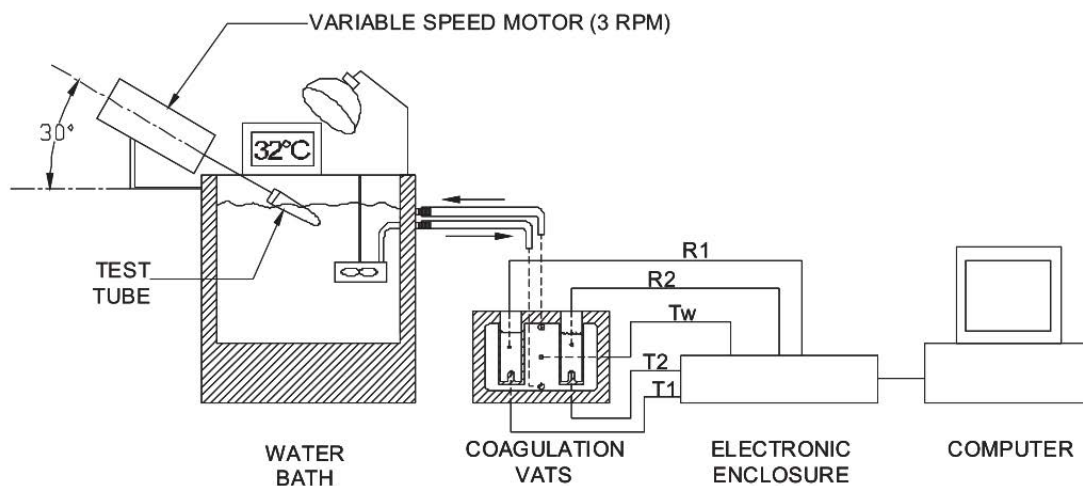 VARIABLE SPEED MOTOR (3 RPM)
30°
32°C
TEST
TUBE
R1
R2
Tw
T2
T1
WATER
BATH
COAGULATION
VATS
ELECTRONIC
ENCLOSURE
COMPUTER